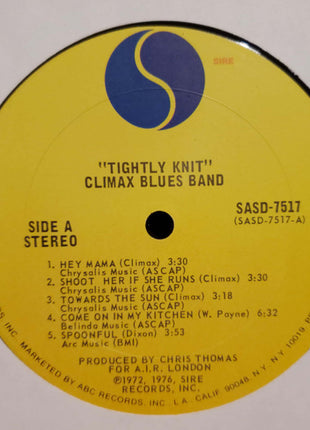 SIRE
"TIGHTLY KNIT"
CLIMAX BLUES BAND
SASD-7517
(SASD-7517-A)
SIDE A
STEREO
1. HEY MAMA (Climax) 3:30
Chrysalis Music (ASCAP)
2. SHOOT HER IF SHE RUNS (Climax) 3:30
Chrysalis Music (ASCAP)
3. TOWARDS THE SUN (Climax) 3:18
Chrysalis Music (ASCAP)
4. COME ON IN MY KITCHEN (W. Payne) 6:32
Belinda Music (ASCAP)
5. SPOONFUL (Dixon) 3:53
Arc Music (BMI)
PRODUCED BY CHRIS THOMAS
FOR A.I.R. LONDON
Ⓟ1972, 1976, SIRE
RECORDS, INC.
INC. MARKETED BY ABC RECORDS, INC. L.A. CALIF 90048 N.Y. N.Y. 10019